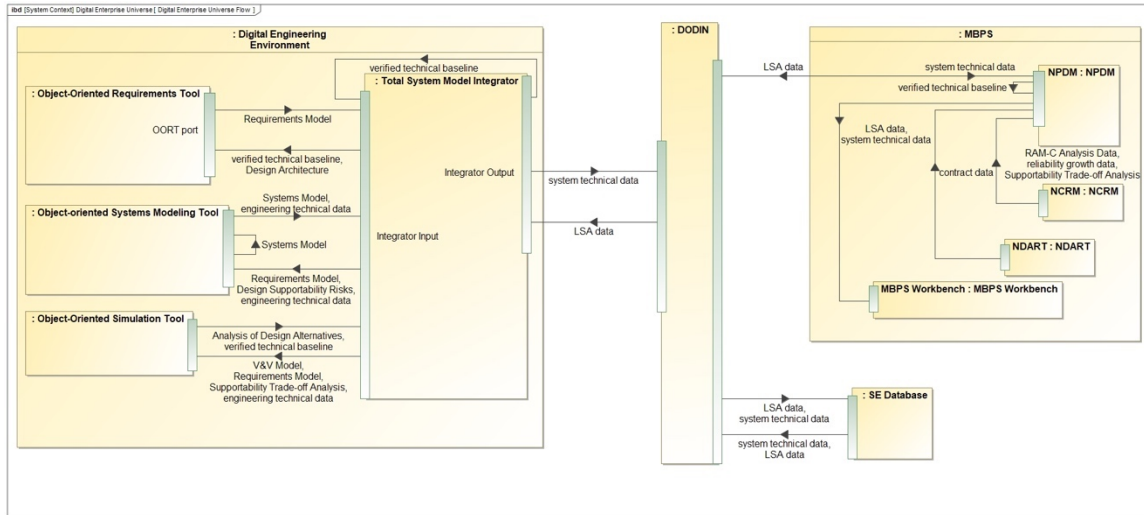 ibd [System Context] Digital Enterprise Universe [ Digital Enterprise Universe Flow ]
: Digital Engineering
Environment
verified technical baseline
: Total System Model Integrator
: Object-Oriented Requirements Tool
OORT port
Requirements Model
verified technical baseline,
Design Architecture
Integrator Output
Systems Model,
engineering technical data
: Object-oriented Systems Modeling Tool
Systems Model
Integrator Input
Requirements Model,
Design Supportability Risks,
engineering technical data
: Object-Oriented Simulation Tool
Analysis of Design Alternatives,
verified technical baseline
V&V Model,
Requirements Model,
Supportability Trade-off Analysis,
engineering technical data
system technical data
LSA data
: DODIN
LSA data
: MBPS
system technical data
NPDM : NPDM
verified technical baseline
LSA data,
system technical data
RAM-C Analysis Data,
reliability growth data,
Supportability Trade-off Analysis
contract data
NCRM : NCRM
NDART : NDART
MBPS Workbench : MBPS Workbench
: SE Database
LSA data,
system technical data
system technical data,
LSA data